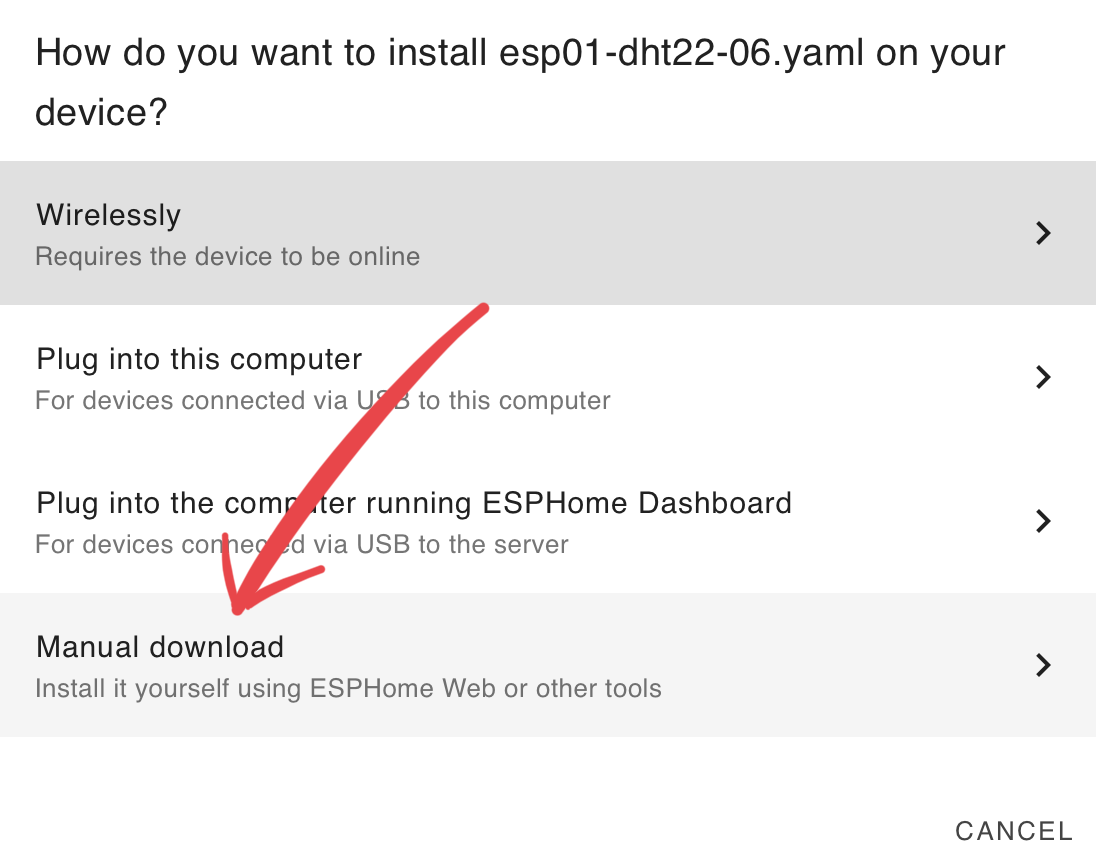 How do you want to install esp01-dht22-06.yaml on your
device?
Wirelessly
Requires the device to be online
Plug into this computer
For devices connected via USB to this computer
Plug into the computer running ESPHome Dashboard
For devices connected via USB to the server
Manual download
Install it yourself using ESPHome Web or other tools
CANCEL